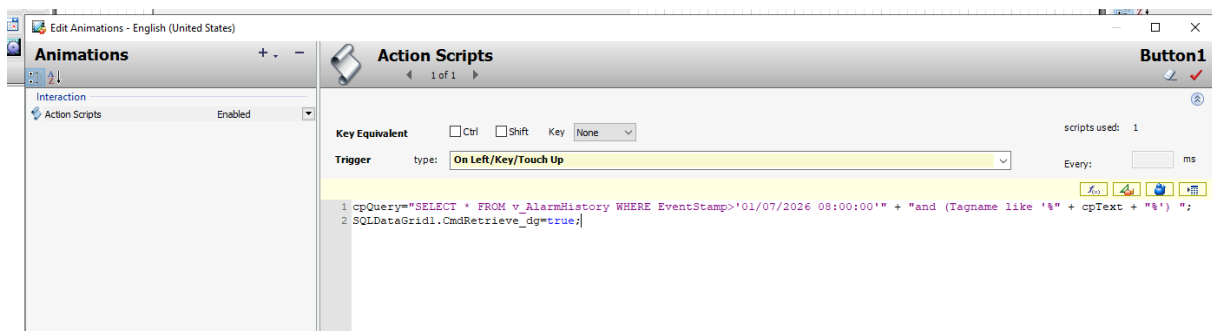 Edit Animations - English (United States)
Animations
Action Scripts
Button1
1 of 1
Interaction
Action Scripts Enabled
Key Equivalent Ctrl Shift Key None scripts used: 1
Trigger type: On Left/Key/Touch Up Every: ms
1 cpQuery="SELECT * FROM v_AlarmHistory WHERE EventStamp>'01/07/2026 08:00:00'" + "and (Tagname like '%" + cpText + "%') ";
2 SQLDataGrid1.CmdRetrieve_dg=true;